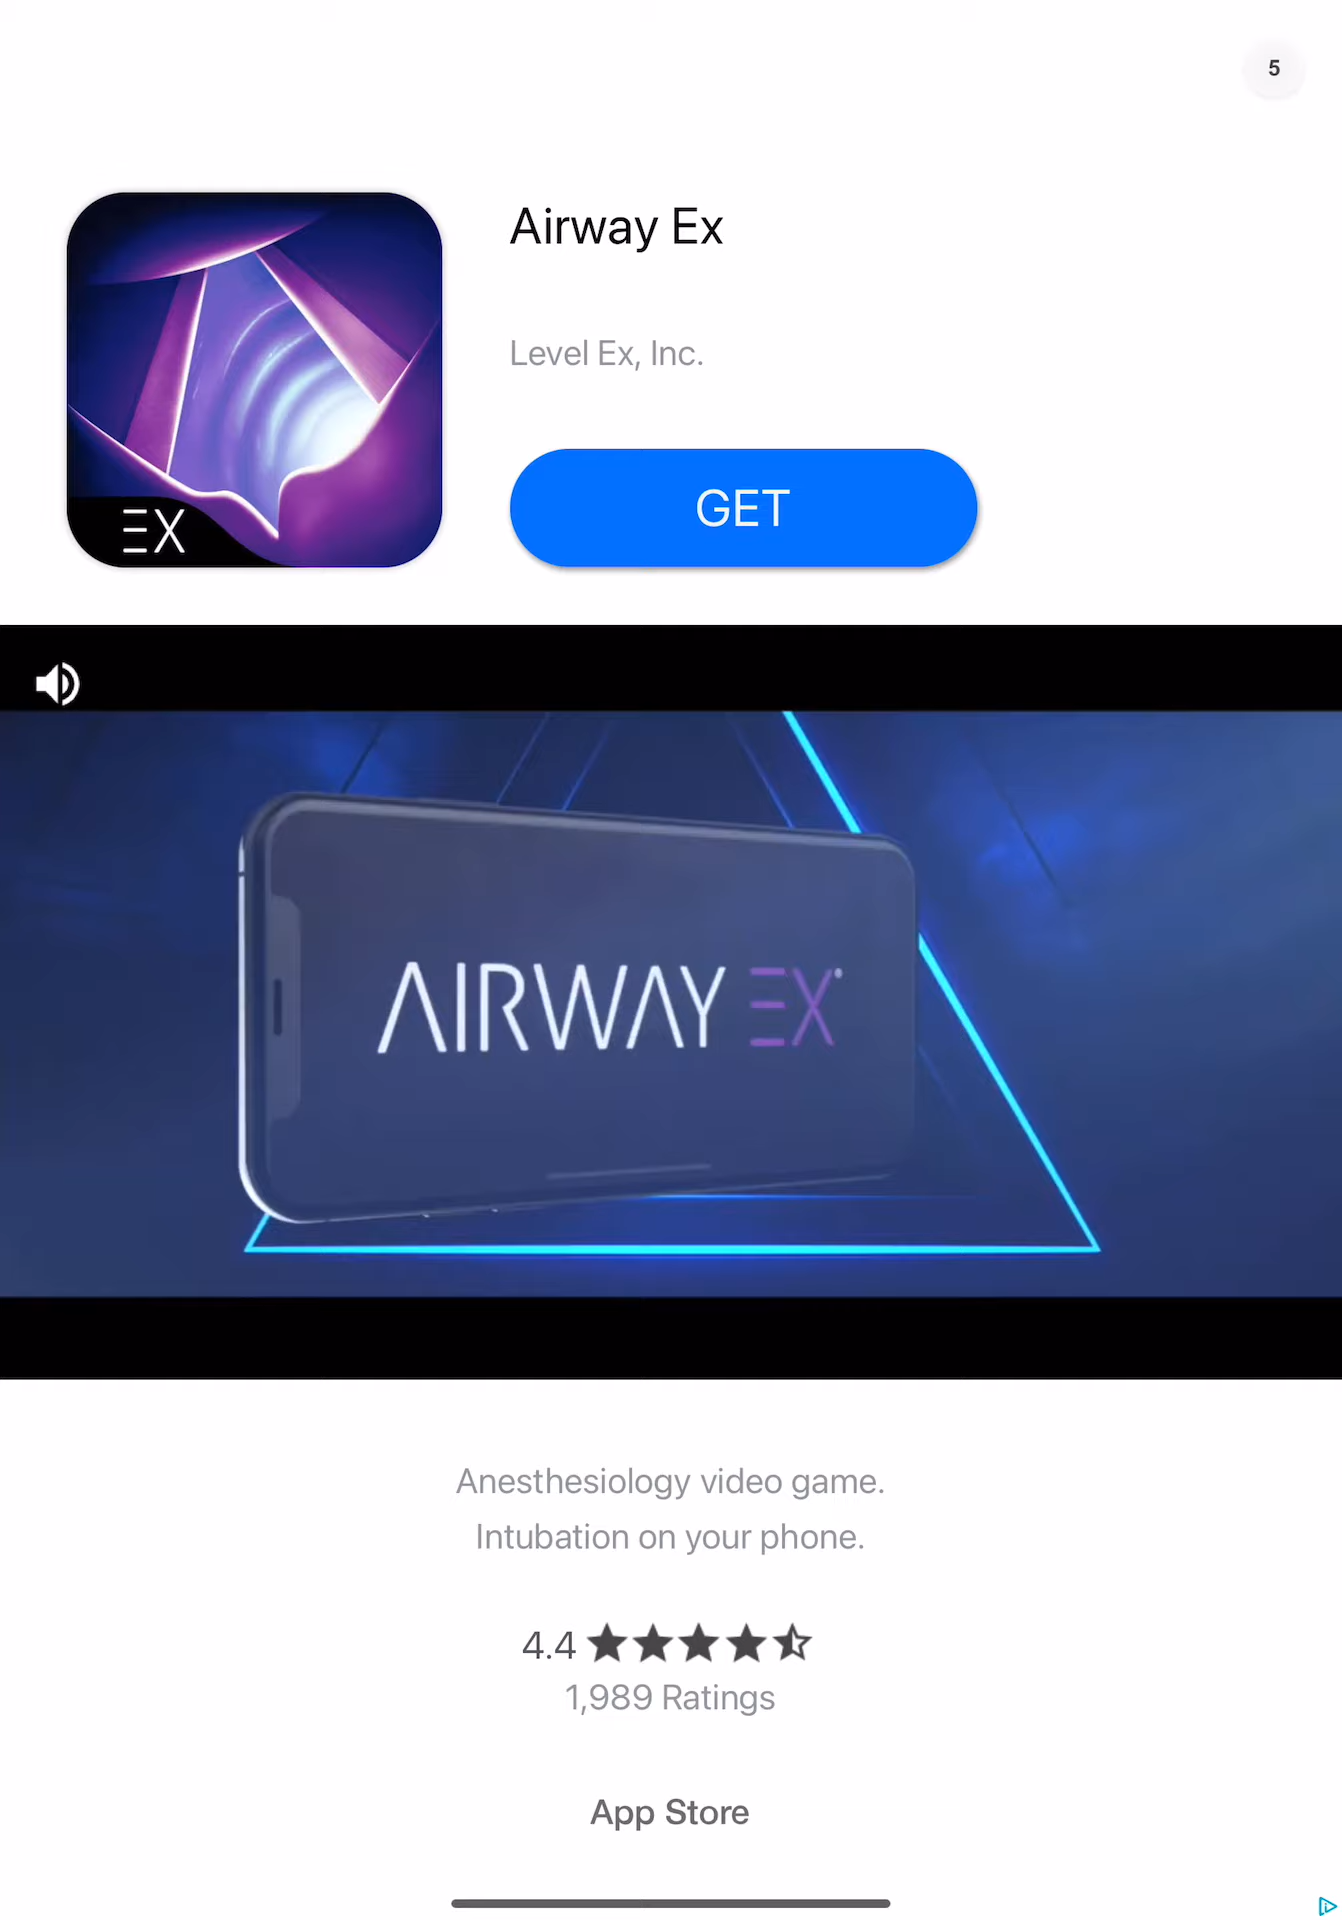 5
Airway Ex
Level Ex, Inc.
GET
EX
AIRWAY EX
Anesthesiology video game.
Intubation on your phone.
4.4
1,989 Ratings
App Store